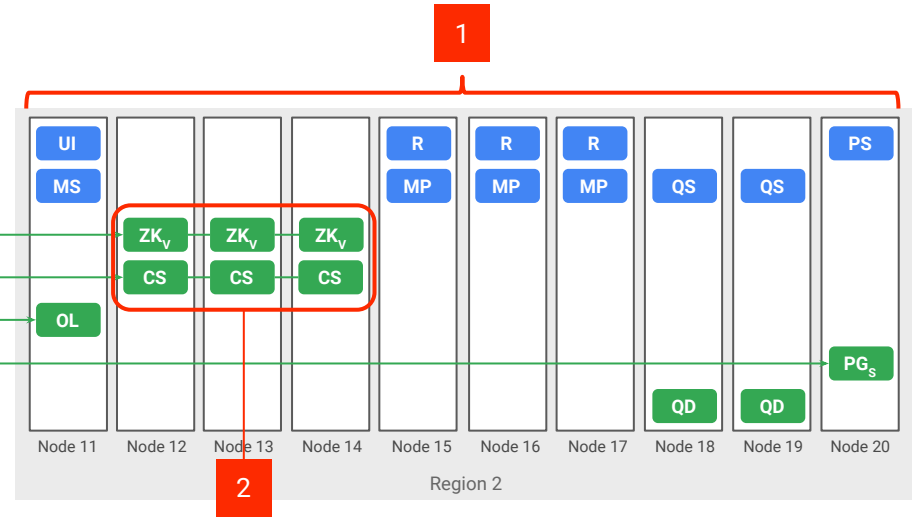 1
UI R R R PS
MS MP MP MP QS QS
ZKV ZKV ZKV
CS CS CS
OL
PGS
QD QD
Node 11 Node 12 Node 13 Node 14 Node 15 Node 16 Node 17 Node 18 Node 19 Node 20
Region 2
2